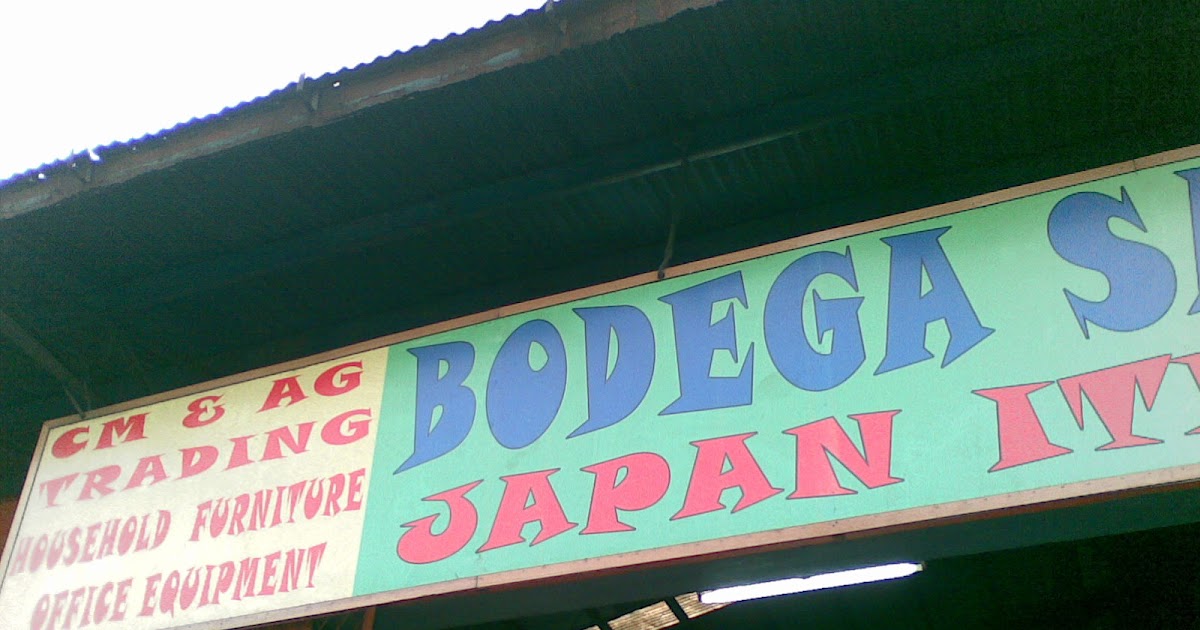 CM & AG
TRADING
HOUSEHOLD FURNITURE
OFFICE EQUIPMENT
BODEGA
JAPAN